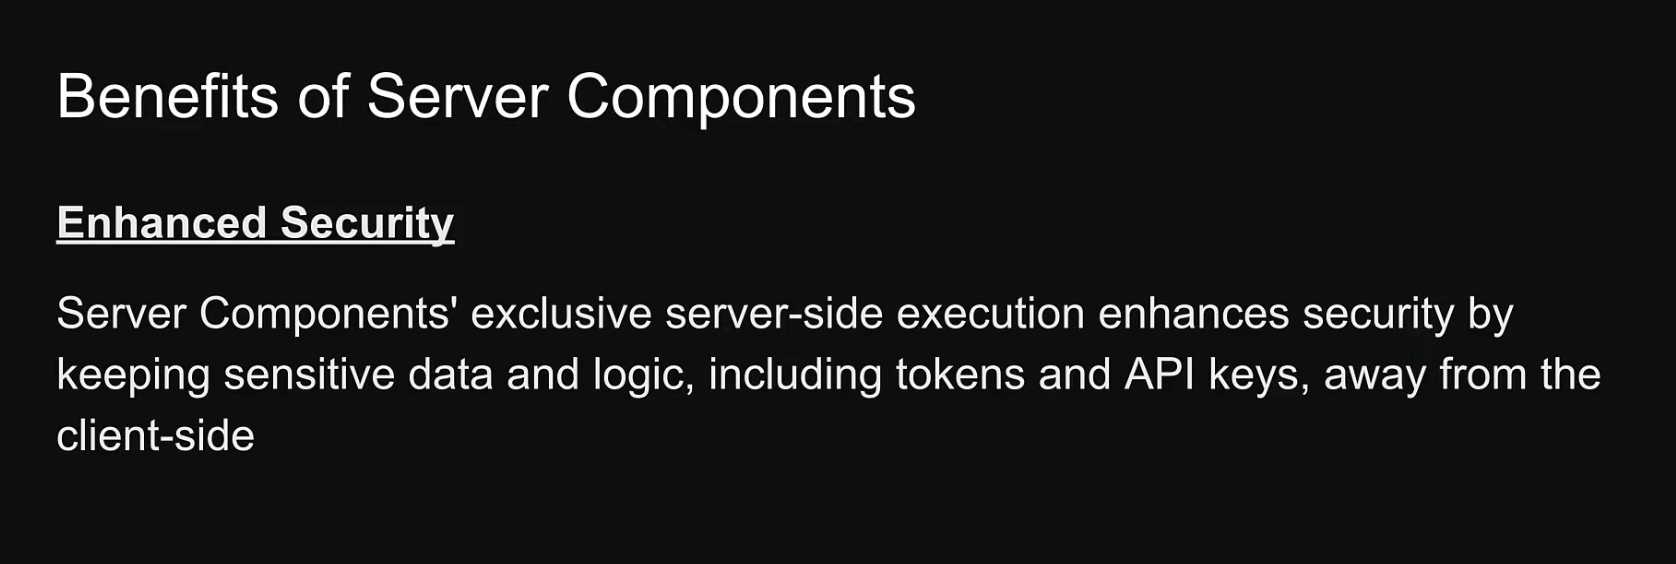 Benefits of Server Components
Enhanced Security
Server Components' exclusive server-side execution enhances security by
keeping sensitive data and logic, including tokens and API keys, away from the
client-side